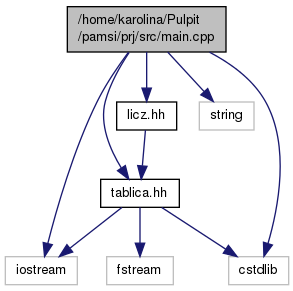 /home/karolina/Pulpit
/pamsi/prj/src/main.cpp
licz.hh
string
tablica.hh
iostream
fstream
cstdlib